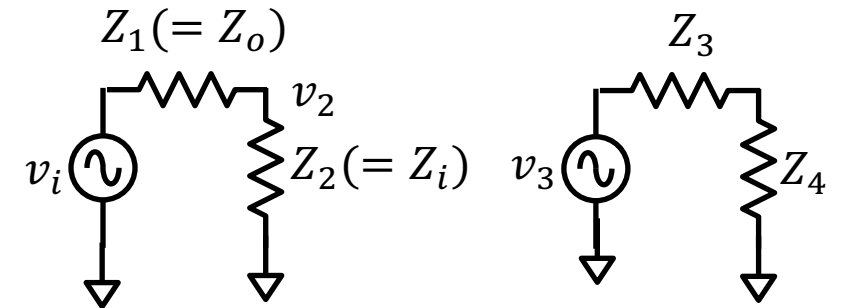 Z₁(= Zₒ)
Z₃
v₂
vᵢ
Z₂(= Zᵢ)
v₃
Z₄